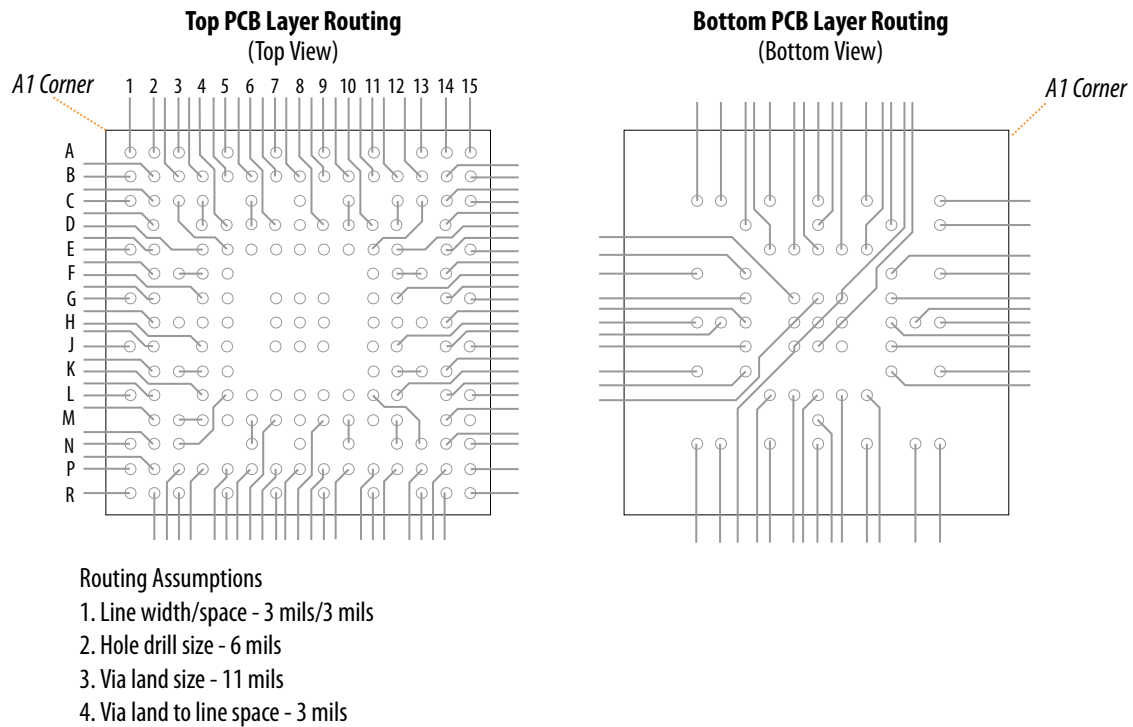 Top PCB Layer Routing
(Top View)
Bottom PCB Layer Routing
(Bottom View)
A1 Corner
1 2 3 4 5 6 7 8 9 10 11 12 13 14 15
A1 Corner
A
B
C
D
E
F
G
H
J
K
L
M
N
P
R
Routing Assumptions
1. Line width/space - 3 mils/3 mils
2. Hole drill size - 6 mils
3. Via land size - 11 mils
4. Via land to line space - 3 mils